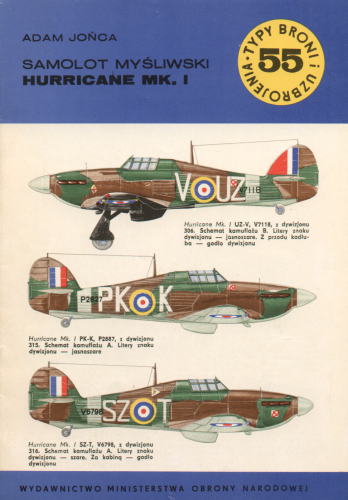 ADAM JOŃCA
SAMOLOT MYŚLIWSKI
HURRICANE MK. I
TYPY BRONI i UZBROJENIA
55
VOUZ
V7118
Hurricane Mk. I UZ-V, V7118, z dywizjonu
306. Schemat kamuflażu B. Litery znaku
dywizjonu — jasnoszare. Z przodu kadłu-
ba — godło dywizjonu
P2827
PK K
Hurricane Mk. I PK-K, P2887, z dywizjonu
315. Schemat kamuflażu A. Litery znaku
dywizjonu — jasnoszare
V6798
SZ T
Hurricane Mk. I SZ-T, V6798, z dywizjonu
316. Schemat kamuflażu A. Litery znaku
dywizjonu — szare. Za kabiną — godło
dywizjonu
WYDAWNICTWO MINISTERSTWA OBRONY NARODOWEJ